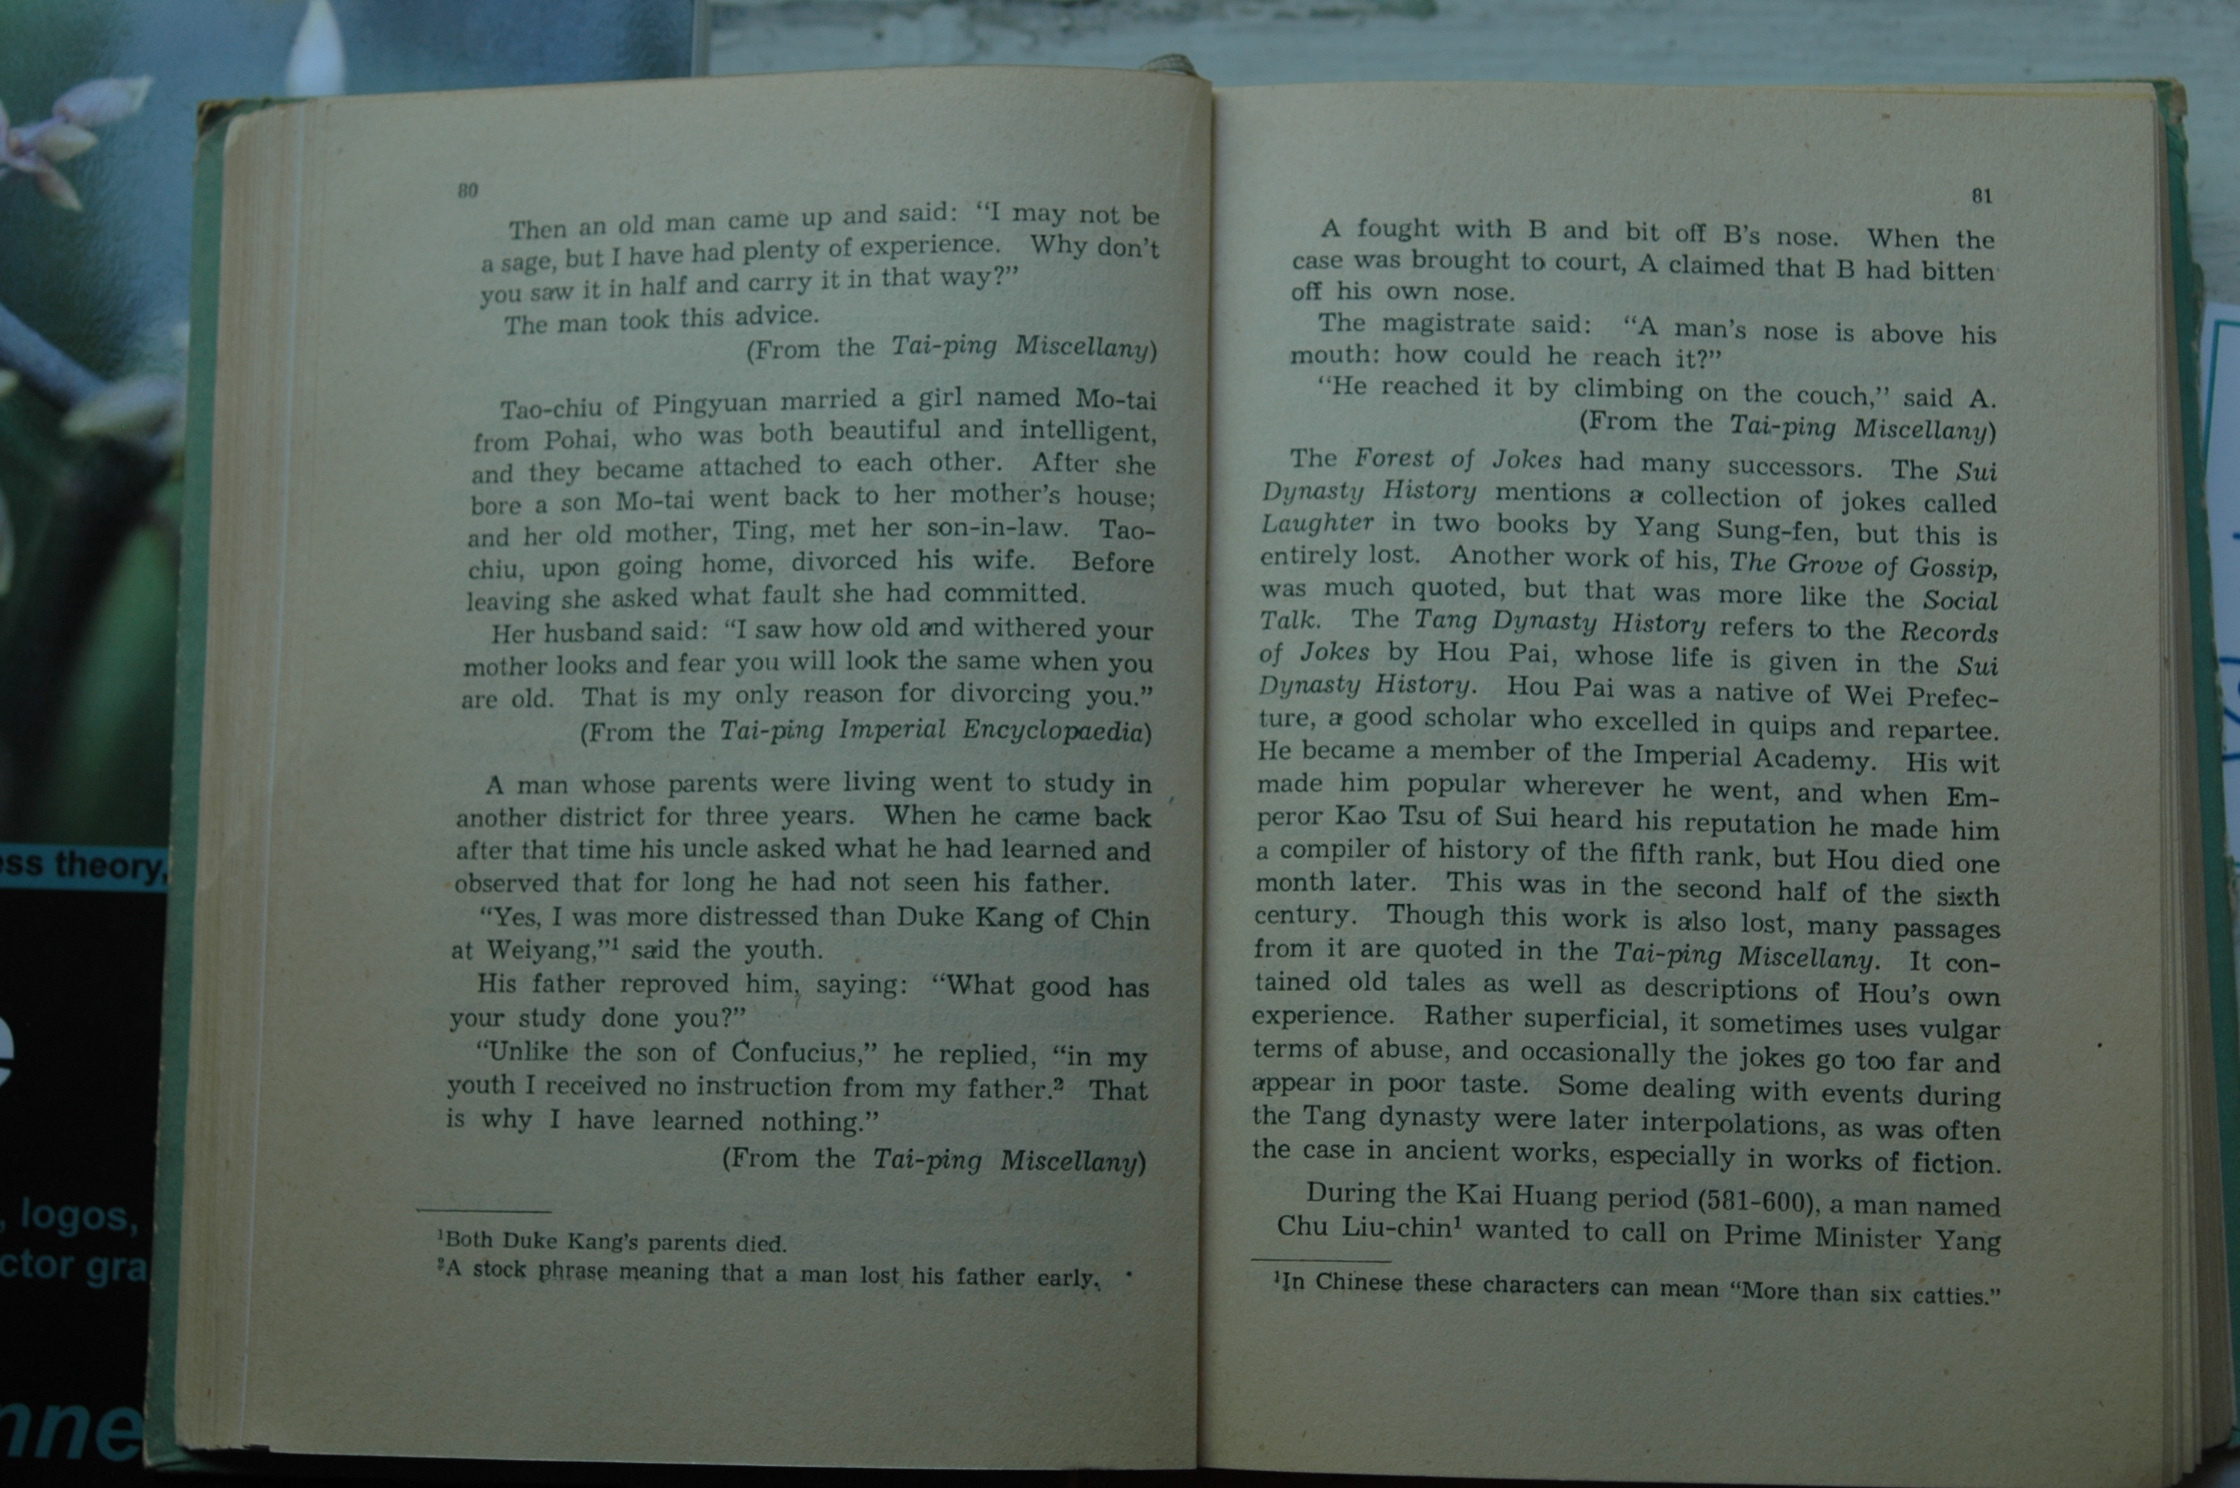 80
Then an old man came up and said: "I may not be
a sage, but I have had plenty of experience. Why don't
you saw it in half and carry it in that way?"
The man took this advice.
(From the Tai-ping Miscellany)
Tao-chiu of Pingyuan married a girl named Mo-tai
from Pohai, who was both beautiful and intelligent,
and they became attached to each other. After she
bore a son Mo-tai went back to her mother's house;
and her old mother, Ting, met her son-in-law. Tao-
chiu, upon going home, divorced his wife. Before
leaving she asked what fault she had committed.
Her husband said: "I saw how old and withered your
mother looks and fear you will look the same when you
are old. That is my only reason for divorcing you."
(From the Tai-ping Imperial Encyclopaedia)
A man whose parents were living went to study in
another district for three years. When he came back
after that time his uncle asked what he had learned and
observed that for long he had not seen his father.
"Yes, I was more distressed than Duke Kang of Chin
at Weiyang,"¹ said the youth.
His father reproved him, saying: "What good has
your study done you?"
"Unlike the son of Confucius," he replied, "in my
youth I received no instruction from my father.² That
is why I have learned nothing."
(From the Tai-ping Miscellany)
¹Both Duke Kang's parents died.
²A stock phrase meaning that a man lost his father early.
81
A fought with B and bit off B's nose. When the
case was brought to court, A claimed that B had bitten
off his own nose.
The magistrate said: "A man's nose is above his
mouth: how could he reach it?"
"He reached it by climbing on the couch," said A.
(From the Tai-ping Miscellany)
The Forest of Jokes had many successors. The Sui
Dynasty History mentions a collection of jokes called
Laughter in two books by Yang Sung-fen, but this is
entirely lost. Another work of his, The Grove of Gossip,
was much quoted, but that was more like the Social
Talk. The Tang Dynasty History refers to the Records
of Jokes by Hou Pai, whose life is given in the Sui
Dynasty History. Hou Pai was a native of Wei Prefec-
ture, a good scholar who excelled in quips and repartee.
He became a member of the Imperial Academy. His wit
made him popular wherever he went, and when Em-
peror Kao Tsu of Sui heard his reputation he made him
a compiler of history of the fifth rank, but Hou died one
month later. This was in the second half of the sixth
century. Though this work is also lost, many passages
from it are quoted in the Tai-ping Miscellany. It con-
tained old tales as well as descriptions of Hou's own
experience. Rather superficial, it sometimes uses vulgar
terms of abuse, and occasionally the jokes go too far and
appear in poor taste. Some dealing with events during
the Tang dynasty were later interpolations, as was often
the case in ancient works, especially in works of fiction.
During the Kai Huang period (581-600), a man named
Chu Liu-chin¹ wanted to call on Prime Minister Yang
¹In Chinese these characters can mean "More than six catties."
theory,
logos,